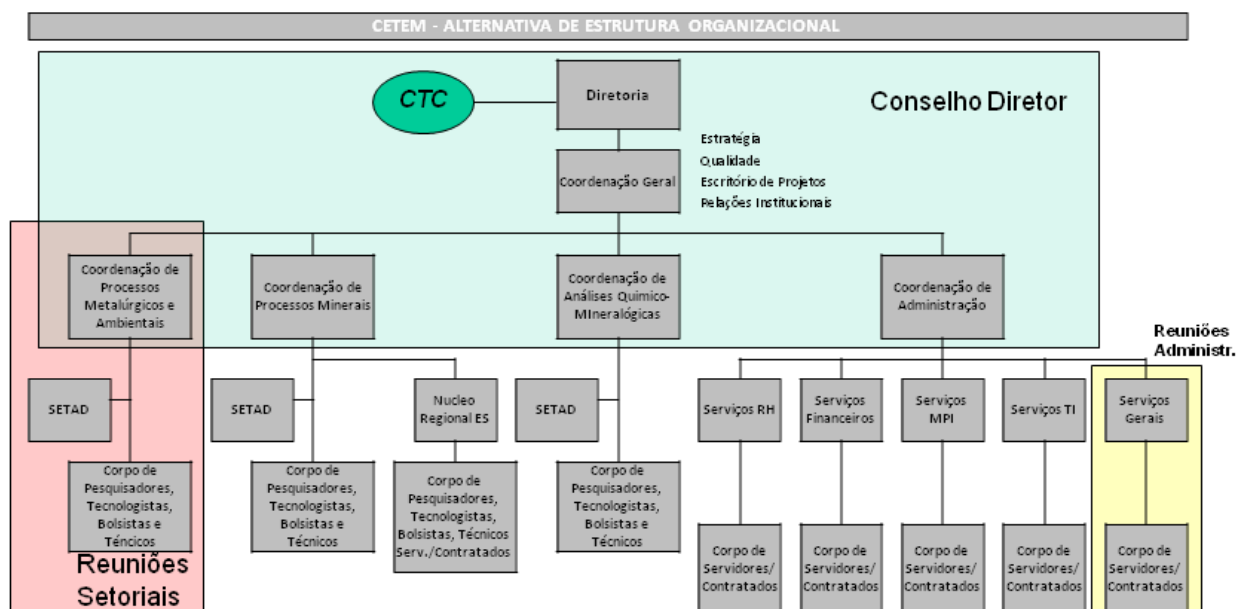 CETEM - ALTERNATIVA DE ESTRUTURA ORGANIZACIONAL
CTC
Diretoria
Conselho Diretor
Estratégia
Qualidade
Escritório de Projetos
Relações Institucionais
Coordenação Geral
Coordenação de
Processos
Metalúrgicos e
Ambientais
Coordenação de
Processos Minerais
Coordenação de
Análises Quimico-
MIneralógicas
Coordenação de
Administração
Reuniões
Administr.
SETAD
SETAD
Nucleo
Regional ES
SETAD
Serviços RH
Serviços
Financeiros
Serviços
MPI
Serviços TI
Serviços
Gerais
Corpo de
Pesquisadores,
Tecnologistas,
Bolsistas e
Téncicos
Corpo de
Pesquisadores,
Tecnologistas,
Bolsistas e
Técnicos
Corpo de
Pesquisadores,
Tecnologistas,
Bolsistas, Técnicos
Serv./Contratados
Corpo de
Pesquisadores,
Tecnologistas,
Bolsistas e
Técnicos
Corpo de
Servidores/
Contratados
Corpo de
Servidores/
Contratados
Corpo de
Servidores/
Contratados
Corpo de
Servidores/
Contratados
Corpo de
Servidores/
Contratados
Reuniões
Setoriais